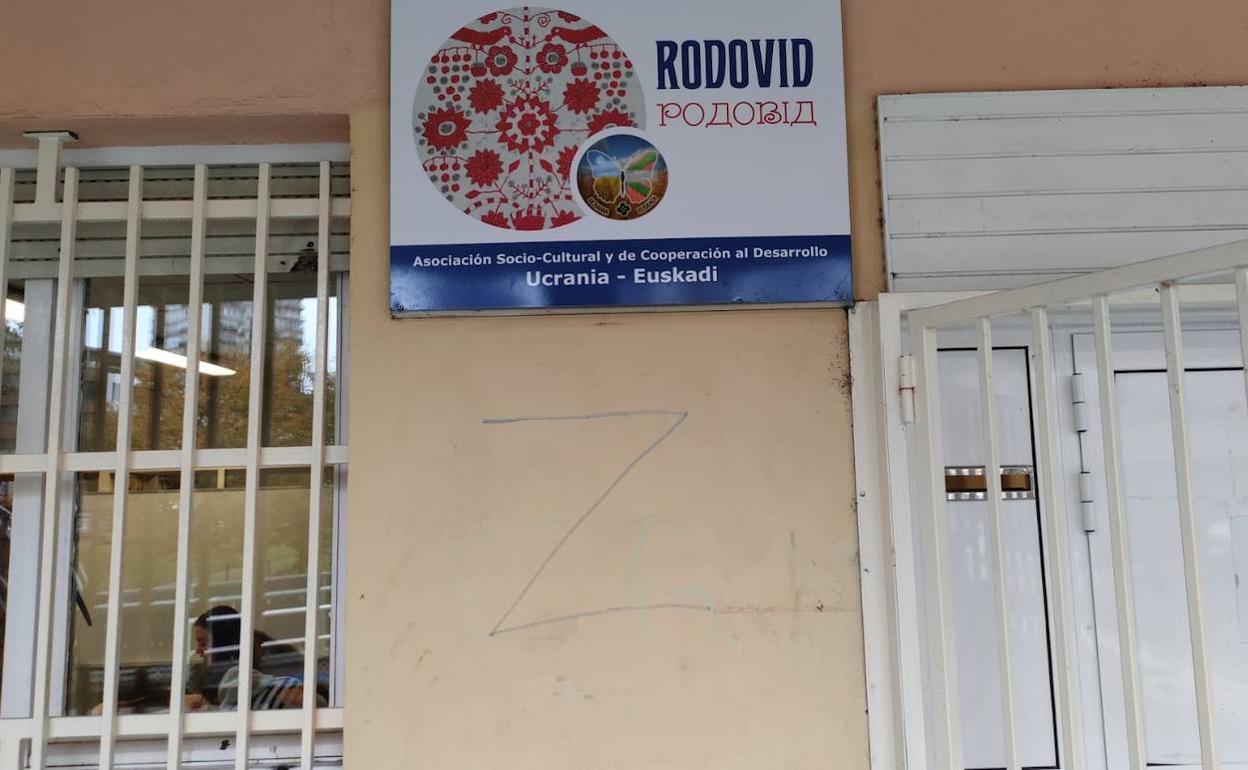 RODOVID
РОДОВІД
Asociación Socio-Cultural y de Cooperación al Desarrollo
Ucrania - Euskadi
Z